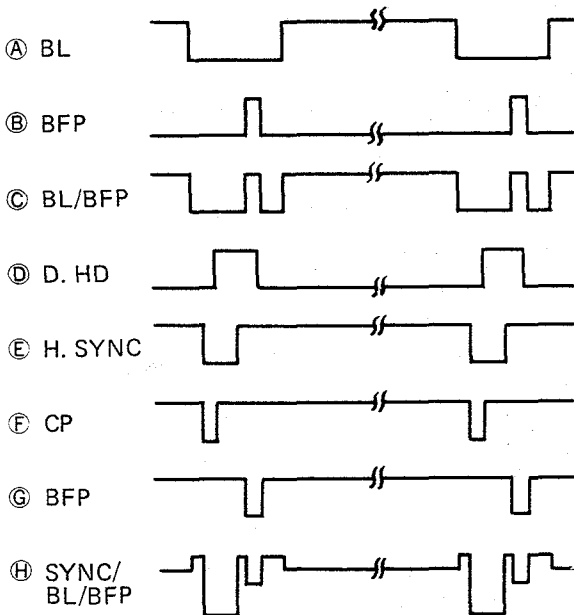 Ⓐ BL
Ⓑ BFP
Ⓒ BL/BFP
Ⓓ D. HD
Ⓔ H. SYNC
Ⓕ CP
Ⓖ BFP
Ⓗ SYNC/
BL/BFP